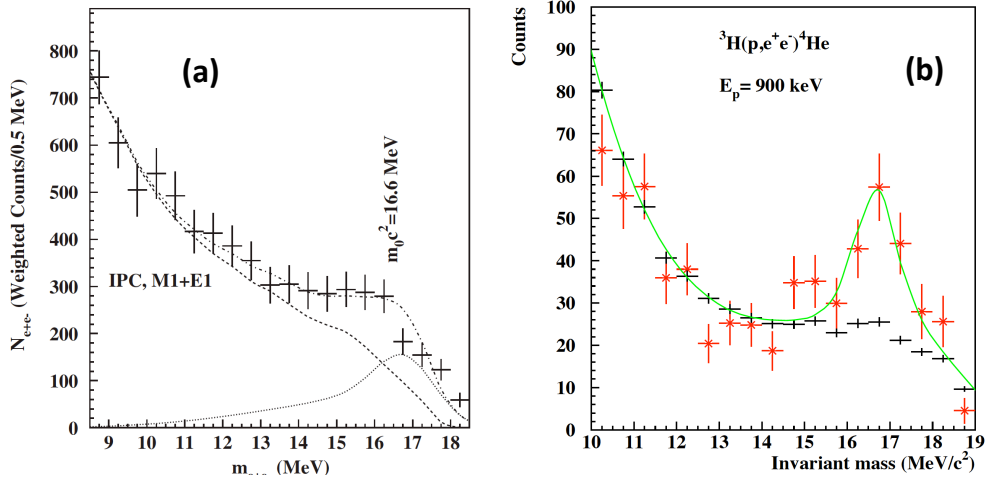 (a)
N_{e+e-} (Weighted Counts/0.5 MeV)
800
700
600
500
400
300
200
100
0
m₀c²=16.6 MeV
IPC, M1+E1
9 10 11 12 13 14 15 16 17 18
(MeV)
(b)
Counts
³H(p,e⁺e⁻)⁴He
Eₚ= 900 keV
100
90
80
70
60
50
40
30
20
10
0
10 11 12 13 14 15 16 17 18 19
Invariant mass (MeV/c²)